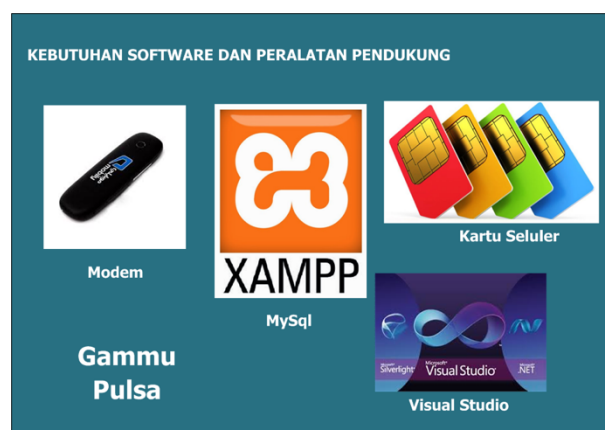 KEBUTUHAN SOFTWARE DAN PERALATAN PENDUKUNG
Modem
XAMPP
MySql
Kartu Seluler
Microsoft
Silverlight
Microsoft
Visual Studio
.NET
Visual Studio
Gammu
Pulsa